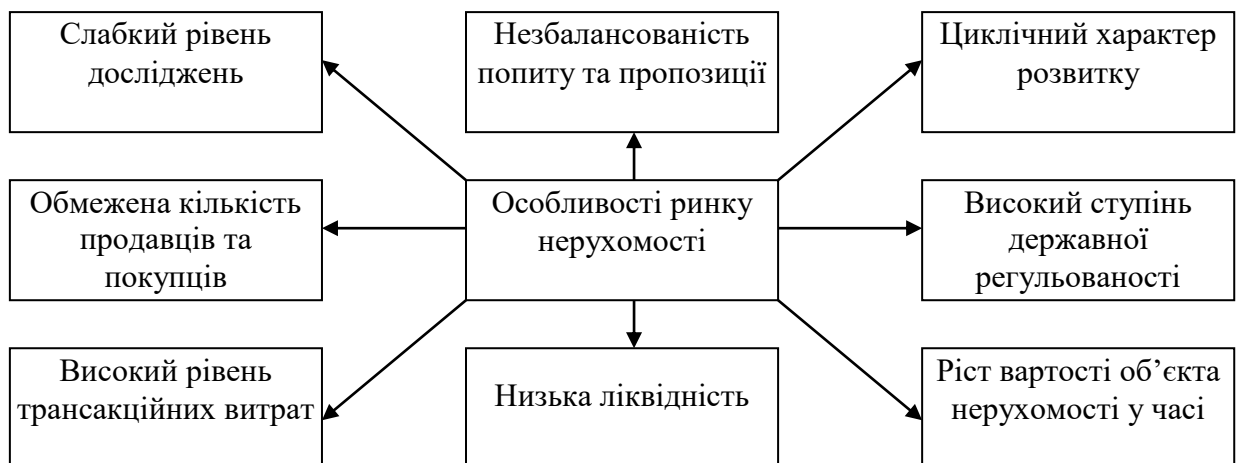 Слабкий рівень
досліджень
Незбалансованість
попиту та пропозиції
Циклічний характер
розвитку
Обмежена кількість
продавців та
покупців
Особливості ринку
нерухомості
Високий ступінь
державної
регульованості
Високий рівень
трансакційних витрат
Низька ліквідність
Ріст вартості об’єкта
нерухомості у часі